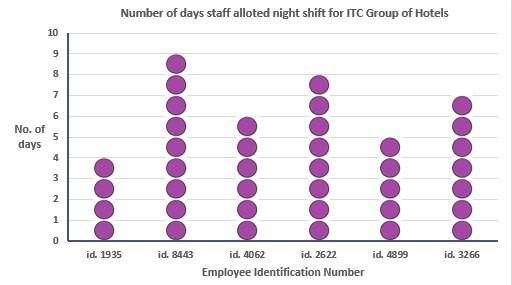 Number of days staff alloted night shift for ITC Group of Hotels
10
9
8
7
6
5
4
3
2
1
0
No. of
days
id. 1935 id. 8443 id. 4062 id. 2622 id. 4899 id. 3266
Employee Identification Number